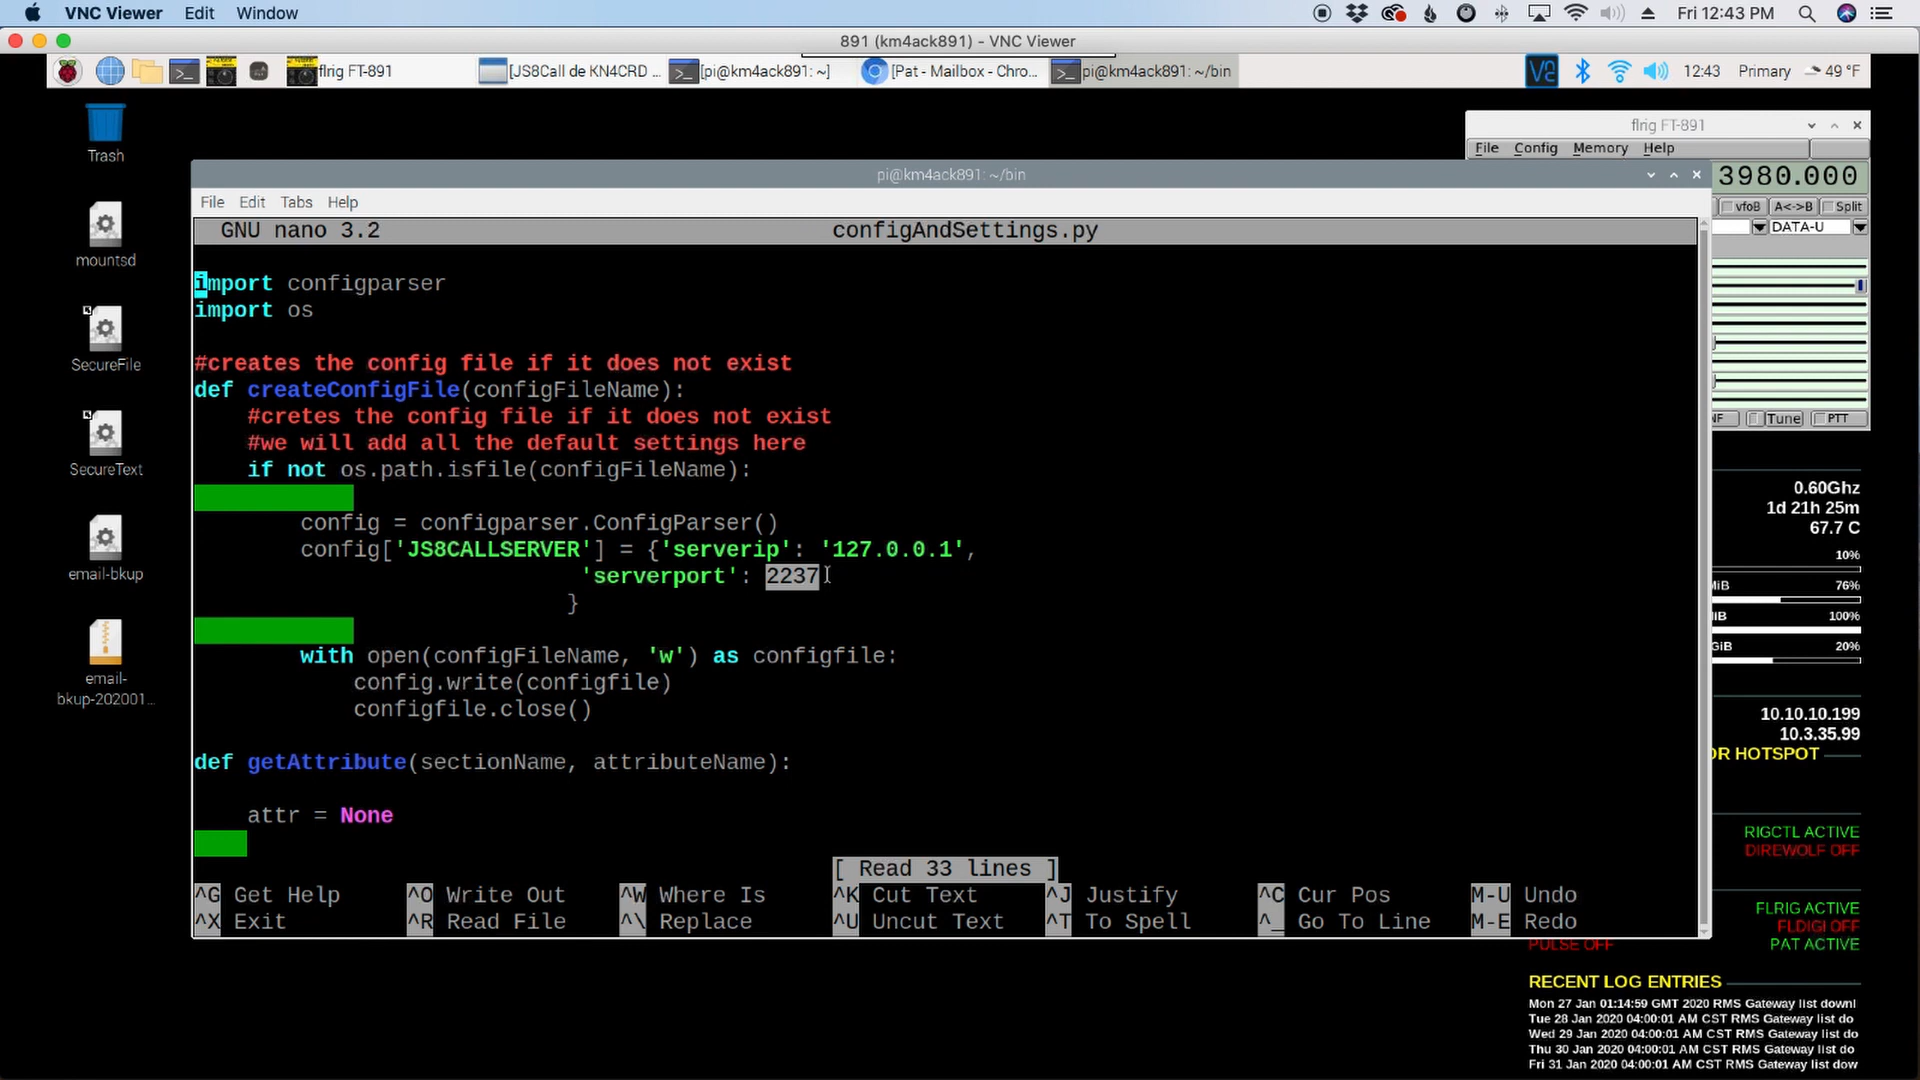 VNC Viewer Edit Window Fri 12:43 PM
891 (km4ack891) - VNC Viewer
flrig FT-891 [JS8Call de KN4CRD ... [pi@km4ack891: ~] [Pat - Mailbox - Chro... pi@km4ack891: ~/bin V2 12:43 Primary 49 °F
Trash
mountsd
SecureFile
SecureText
email-bkup
email-
bkup-202001...
flrig FT-891
File Config Memory Help
3980.000
vfoB A<->B Split
DATA-U
NF Tune PTT
pi@km4ack891: ~/bin
File Edit Tabs Help
GNU nano 3.2 configAndSettings.py
import configparser
import os
#creates the config file if it does not exist
def createConfigFile(configFileName):
#cretes the config file if it does not exist
#we will add all the default settings here
if not os.path.isfile(configFileName):
config = configparser.ConfigParser()
config['JS8CALLSERVER'] = {'serverip': '127.0.0.1',
'serverport': 2237
}
with open(configFileName, 'w') as configfile:
config.write(configfile)
configfile.close()
def getAttribute(sectionName, attributeName):
attr = None
[ Read 33 lines ]
^G Get Help ^O Write Out ^W Where Is ^K Cut Text ^J Justify ^C Cur Pos M-U Undo
^X Exit ^R Read File ^\ Replace ^U Uncut Text ^T To Spell ^_ Go To Line M-E Redo
0.60Ghz
1d 21h 25m
67.7 C
10%
MiB 76%
iB 100%
GiB 20%
10.10.10.199
10.3.35.99
OR HOTSPOT
RIGCTL ACTIVE
DIREWOLF OFF
FLRIG ACTIVE
FLDIGI OFF
PULSE OFF PAT ACTIVE
RECENT LOG ENTRIES
Mon 27 Jan 01:14:59 GMT 2020 RMS Gateway list downl
Tue 28 Jan 2020 04:00:01 AM CST RMS Gateway list do
Wed 29 Jan 2020 04:00:01 AM CST RMS Gateway list do
Thu 30 Jan 2020 04:00:01 AM CST RMS Gateway list do
Fri 31 Jan 2020 04:00:01 AM CST RMS Gateway list dow